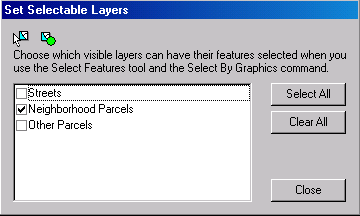 Set Selectable Layers
Choose which visible layers can have their features selected when you
use the Select Features tool and the Select By Graphics command.
Streets
Neighborhood Parcels
Other Parcels
Select All
Clear All
Close